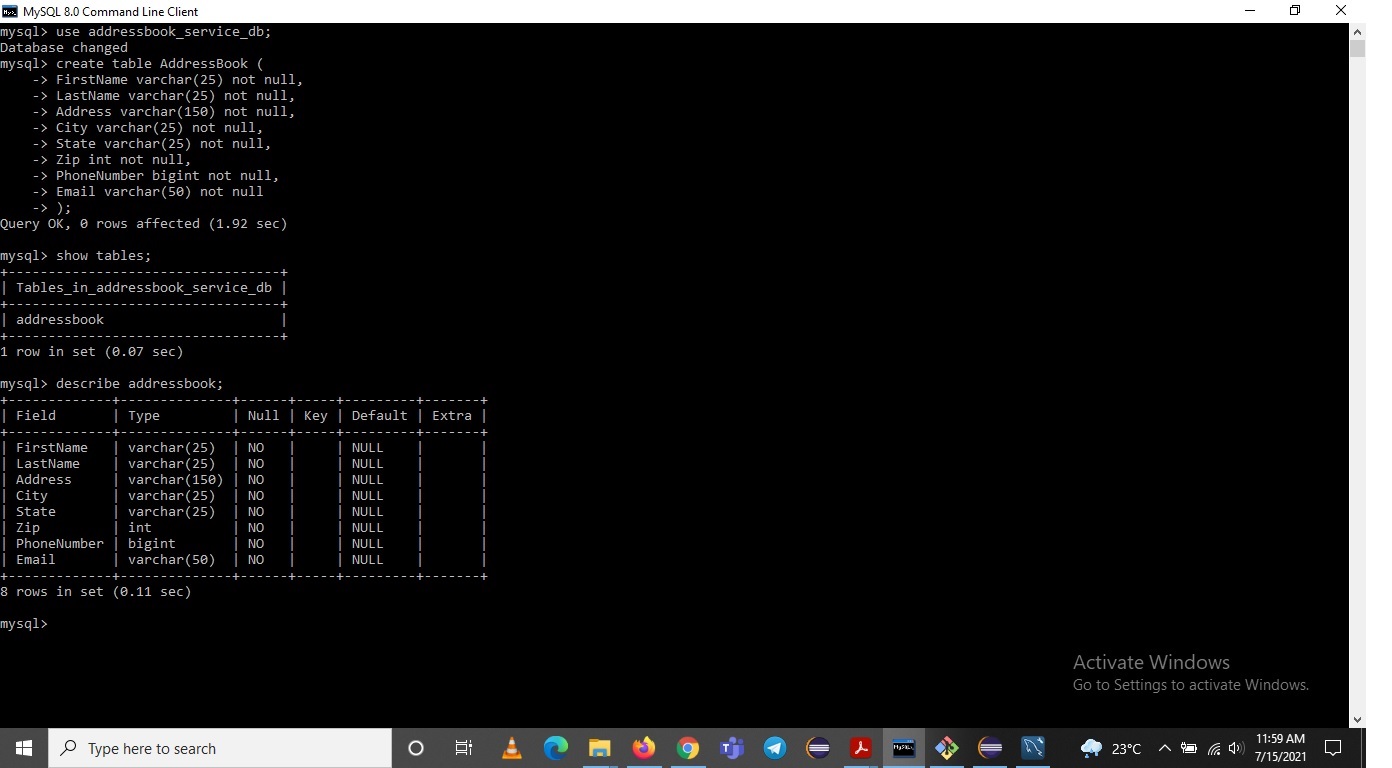 MySQL 8.0 Command Line Client
mysql> use addressbook_service_db;
Database changed
mysql> create table AddressBook (
    -> FirstName varchar(25) not null,
    -> LastName varchar(25) not null,
    -> Address varchar(150) not null,
    -> City varchar(25) not null,
    -> State varchar(25) not null,
    -> Zip int not null,
    -> PhoneNumber bigint not null,
    -> Email varchar(50) not null
    -> );
Query OK, 0 rows affected (1.92 sec)
mysql> show tables;
+----------------------------------+
| Tables_in_addressbook_service_db |
+----------------------------------+
| addressbook                      |
+----------------------------------+
1 row in set (0.07 sec)
mysql> describe addressbook;
+-------------+--------------+------+-----+---------+-------+
| Field       | Type         | Null | Key | Default | Extra |
+-------------+--------------+------+-----+---------+-------+
| FirstName   | varchar(25)  | NO   |     | NULL    |       |
| LastName    | varchar(25)  | NO   |     | NULL    |       |
| Address     | varchar(150) | NO   |     | NULL    |       |
| City        | varchar(25)  | NO   |     | NULL    |       |
| State       | varchar(25)  | NO   |     | NULL    |       |
| Zip         | int          | NO   |     | NULL    |       |
| PhoneNumber | bigint       | NO   |     | NULL    |       |
| Email       | varchar(50)  | NO   |     | NULL    |       |
+-------------+--------------+------+-----+---------+-------+
8 rows in set (0.11 sec)
mysql>
Activate Windows
Go to Settings to activate Windows.
Type here to search
23°C
11:59 AM
7/15/2021